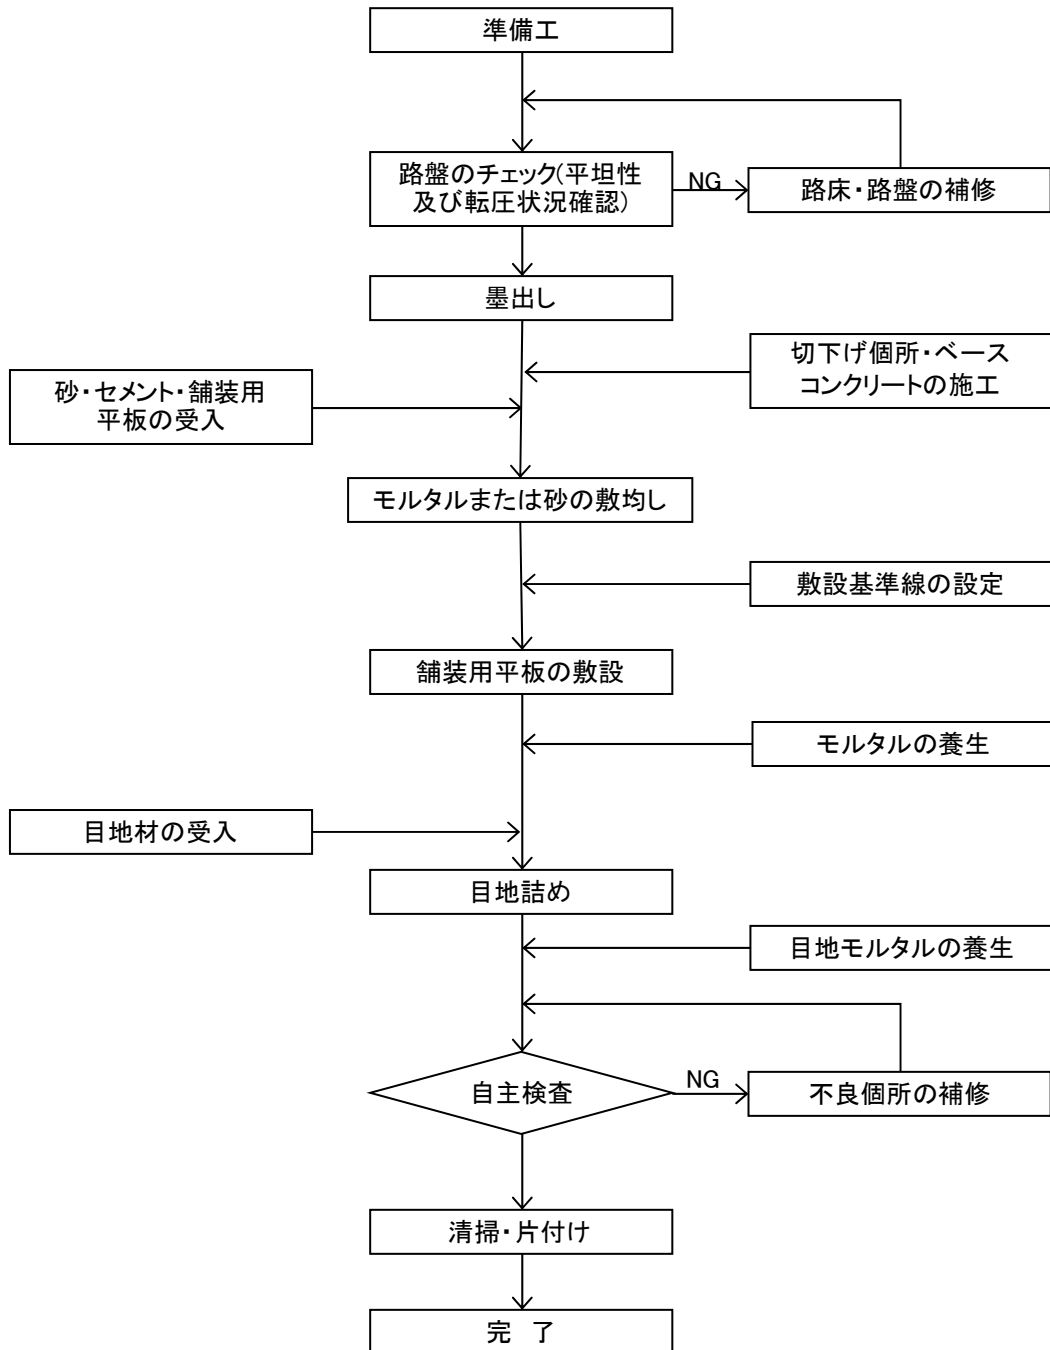 準備工
路盤のチェック(平坦性
及び転圧状況確認)
NG
路床・路盤の補修
墨出し
切下げ個所・ベース
コンクリートの施工
砂・セメント・舗装用
平板の受入
モルタルまたは砂の敷均し
敷設基準線の設定
舗装用平板の敷設
モルタルの養生
目地材の受入
目地詰め
目地モルタルの養生
自主検査
NG
不良個所の補修
清掃・片付け
完　了